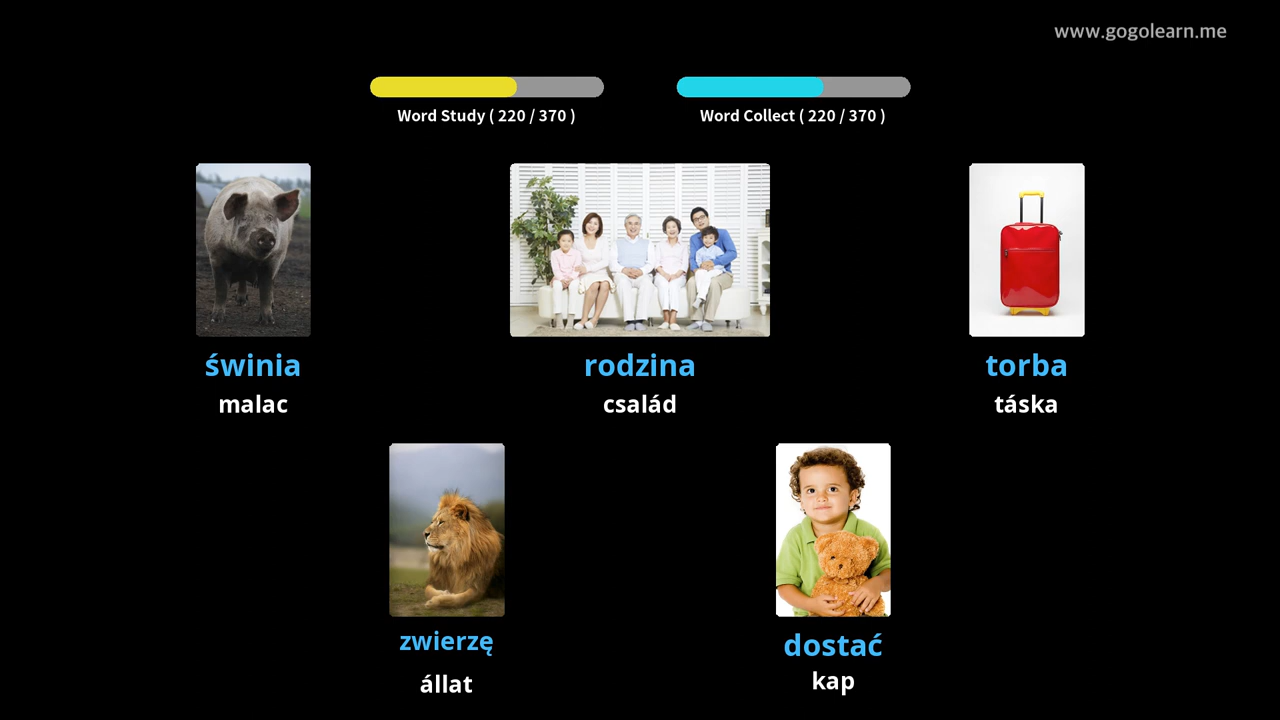 www.gogolearn.me
Word Study ( 220 / 370 )
Word Collect ( 220 / 370 )
świnia
malac
rodzina
család
torba
táska
zwierzę
állat
dostać
kap